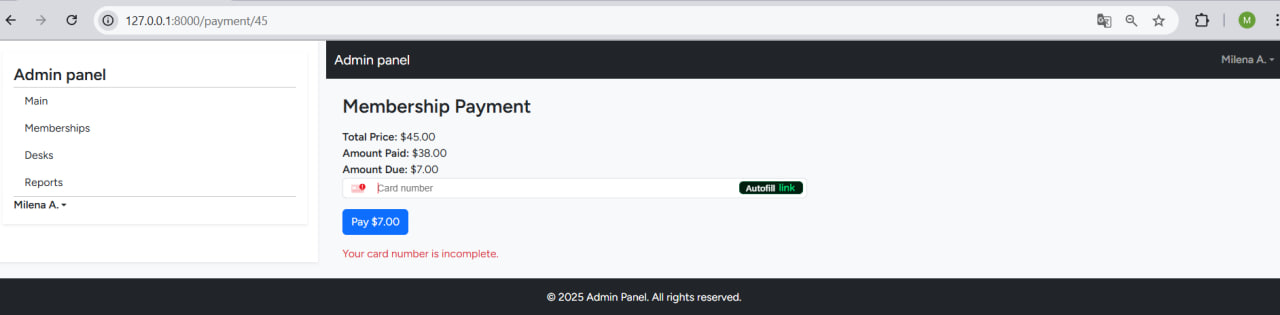 127.0.0.1:8000/payment/45
M
Admin panel
Main
Memberships
Desks
Reports
Milena A.
Admin panel
Milena A.
Membership Payment
Total Price: $45.00
Amount Paid: $38.00
Amount Due: $7.00
Card number
Autofill link
Pay $7.00
Your card number is incomplete.
© 2025 Admin Panel. All rights reserved.